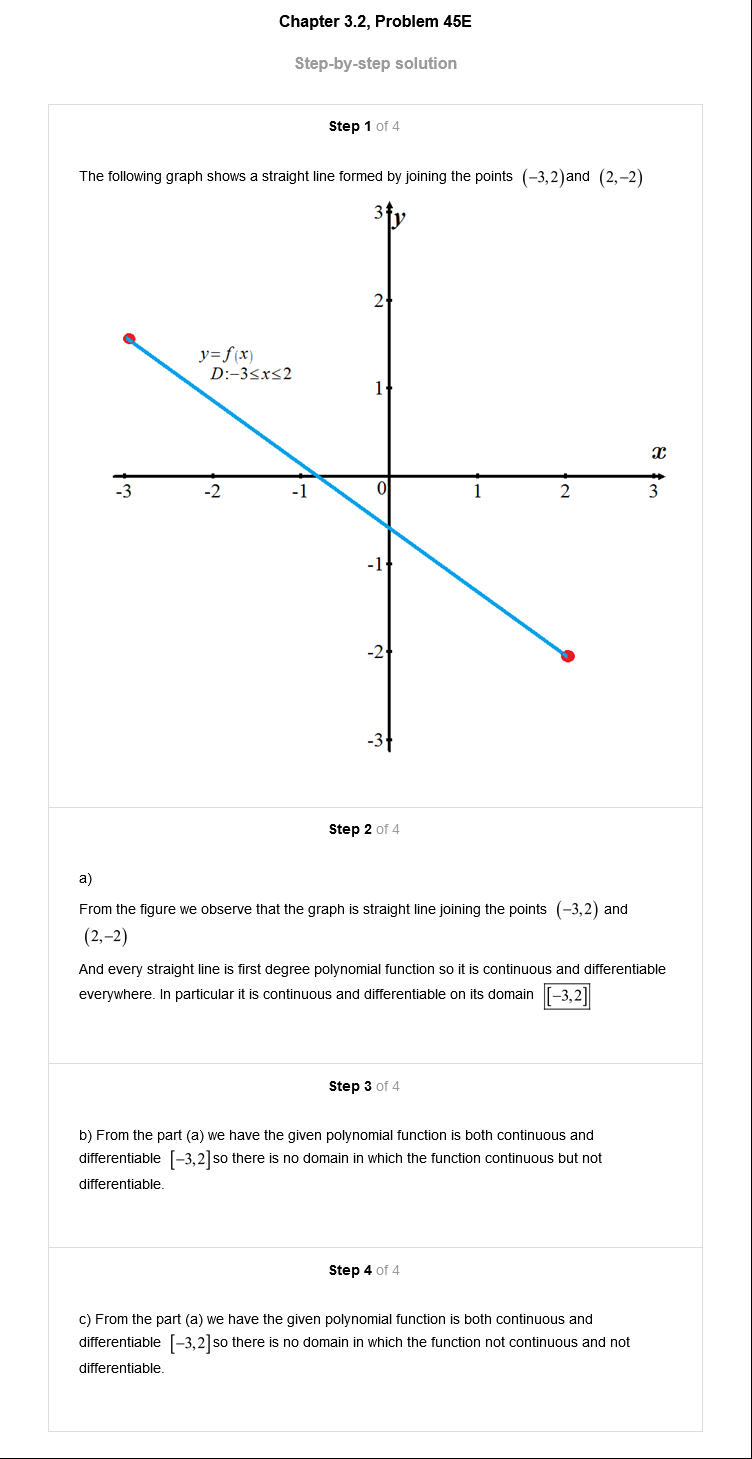 Chapter 3.2, Problem 45E
Step-by-step solution
Step 1 of 4
The following graph shows a straight line formed by joining the points (−3,2)and (2,−2)
3
y
2
y=f(x)
D:−3≤x≤2
1
x
-3 -2 -1 0 1 2 3
-1
-2
-3
Step 2 of 4
a)
From the figure we observe that the graph is straight line joining the points (−3,2) and
(2,−2)
And every straight line is first degree polynomial function so it is continuous and differentiable
everywhere. In particular it is continuous and differentiable on its domain [−3,2]
Step 3 of 4
b) From the part (a) we have the given polynomial function is both continuous and
differentiable [−3,2]so there is no domain in which the function continuous but not
differentiable.
Step 4 of 4
c) From the part (a) we have the given polynomial function is both continuous and
differentiable [−3,2]so there is no domain in which the function not continuous and not
differentiable.